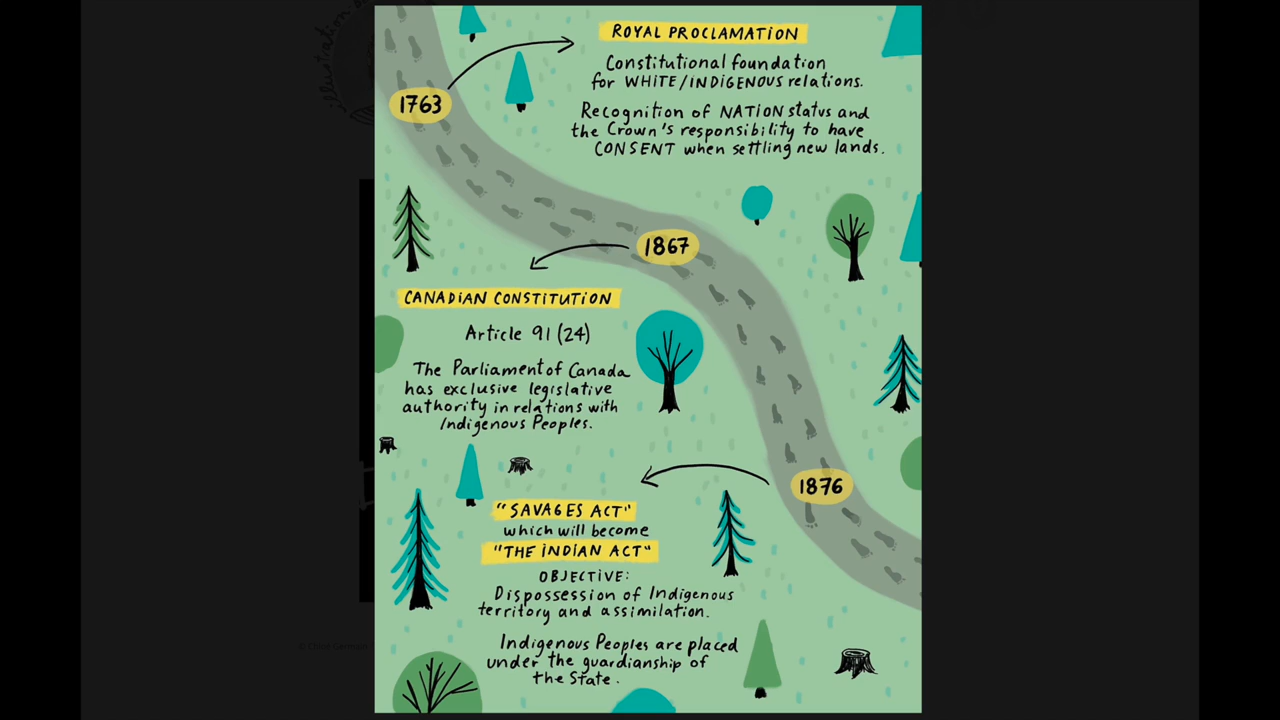 ROYAL PROCLAMATION
Constitutional foundation
for WHITE/INDIGENOUS relations.
1763
Recognition of NATION status and
the Crown's responsibility to have
CONSENT when settling new lands.
1867
CANADIAN CONSTITUTION
Article 91 (24)
The Parliament of Canada
has exclusive legislative
authority in relations with
Indigenous Peoples.
1876
"SAVAGES ACT"
which will become
"THE INDIAN ACT"
OBJECTIVE:
Dispossession of Indigenous
territory and assimilation.
Indigenous Peoples are placed
under the guardianship of
the State.